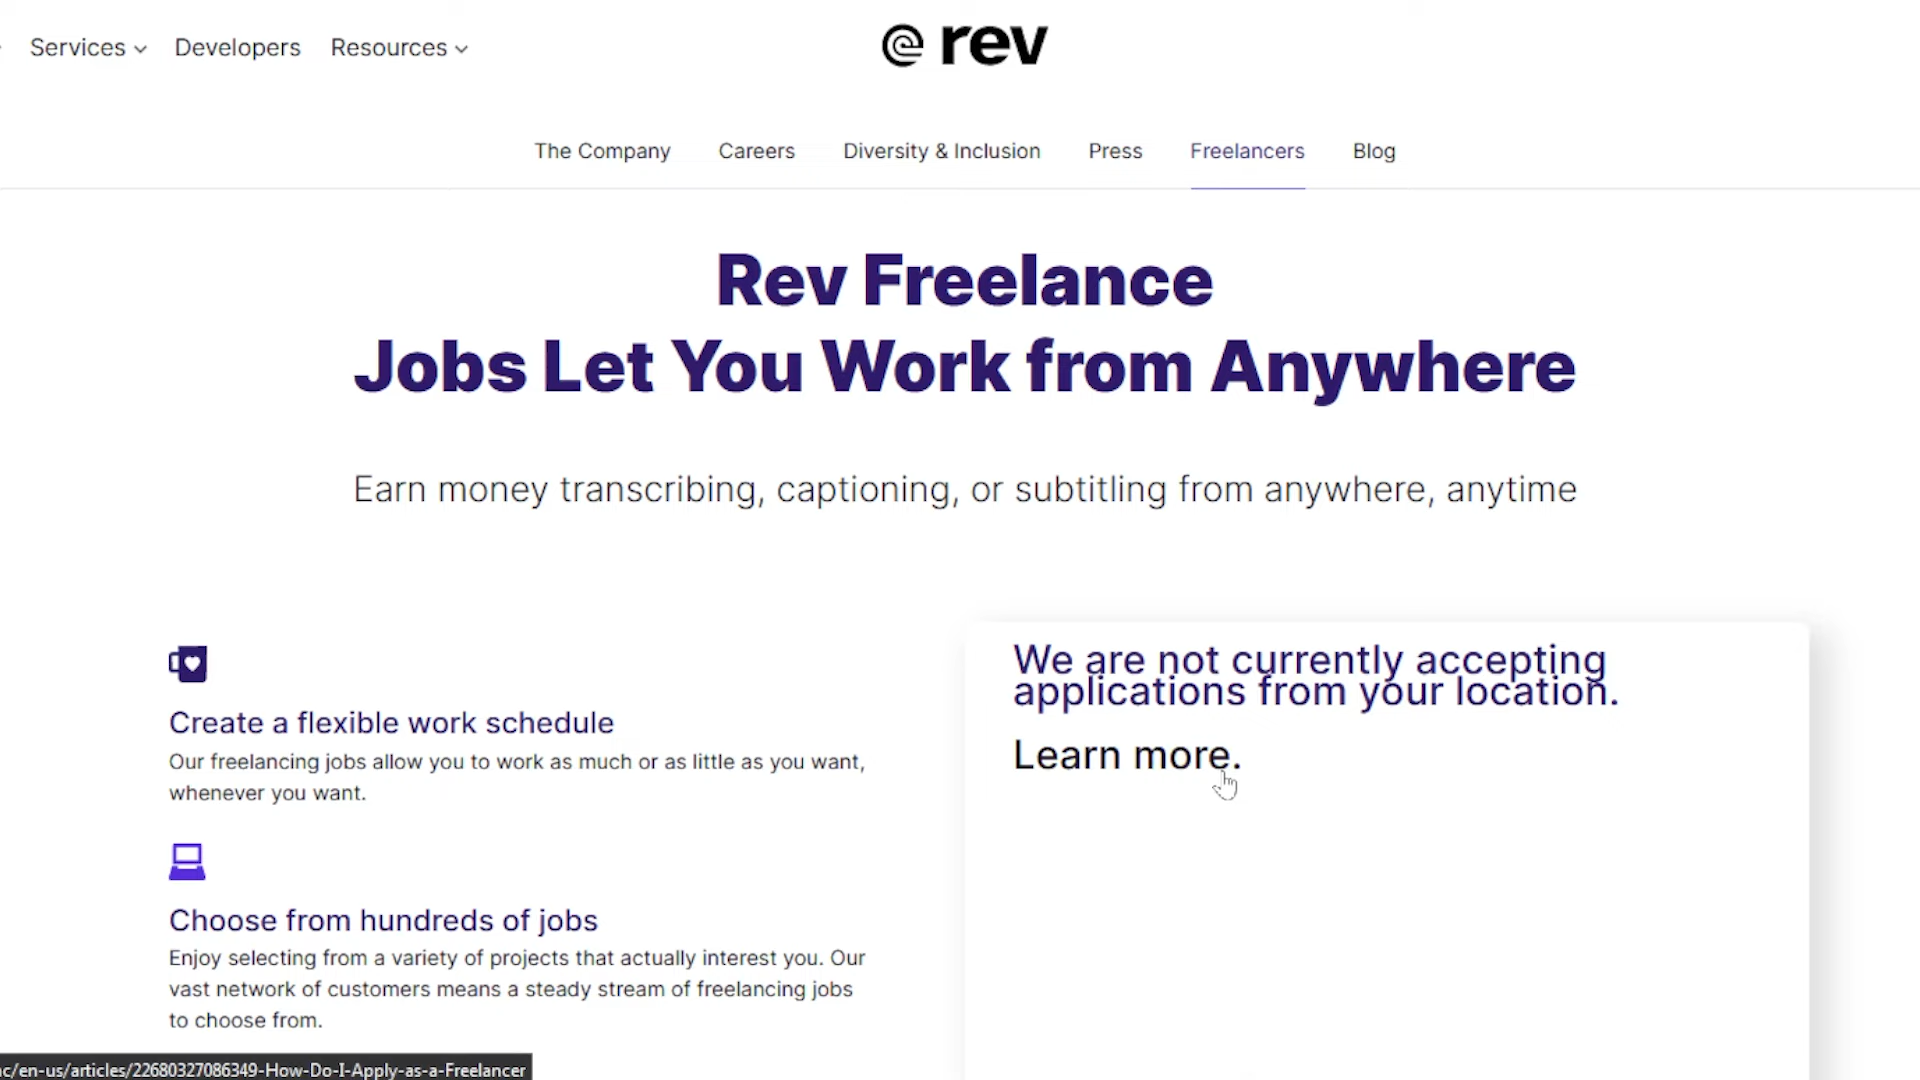 Services
Developers
Resources
rev
The Company
Careers
Diversity & Inclusion
Press
Freelancers
Blog
Rev Freelance
Jobs Let You Work from Anywhere
Earn money transcribing, captioning, or subtitling from anywhere, anytime
Create a flexible work schedule
Our freelancing jobs allow you to work as much or as little as you want,
whenever you want.
Choose from hundreds of jobs
Enjoy selecting from a variety of projects that actually interest you. Our
vast network of customers means a steady stream of freelancing jobs
to choose from.
We are not currently accepting
applications from your location.
Learn more.
c/en-us/articles/22680327086349-How-Do-I-Apply-as-a-Freelancer